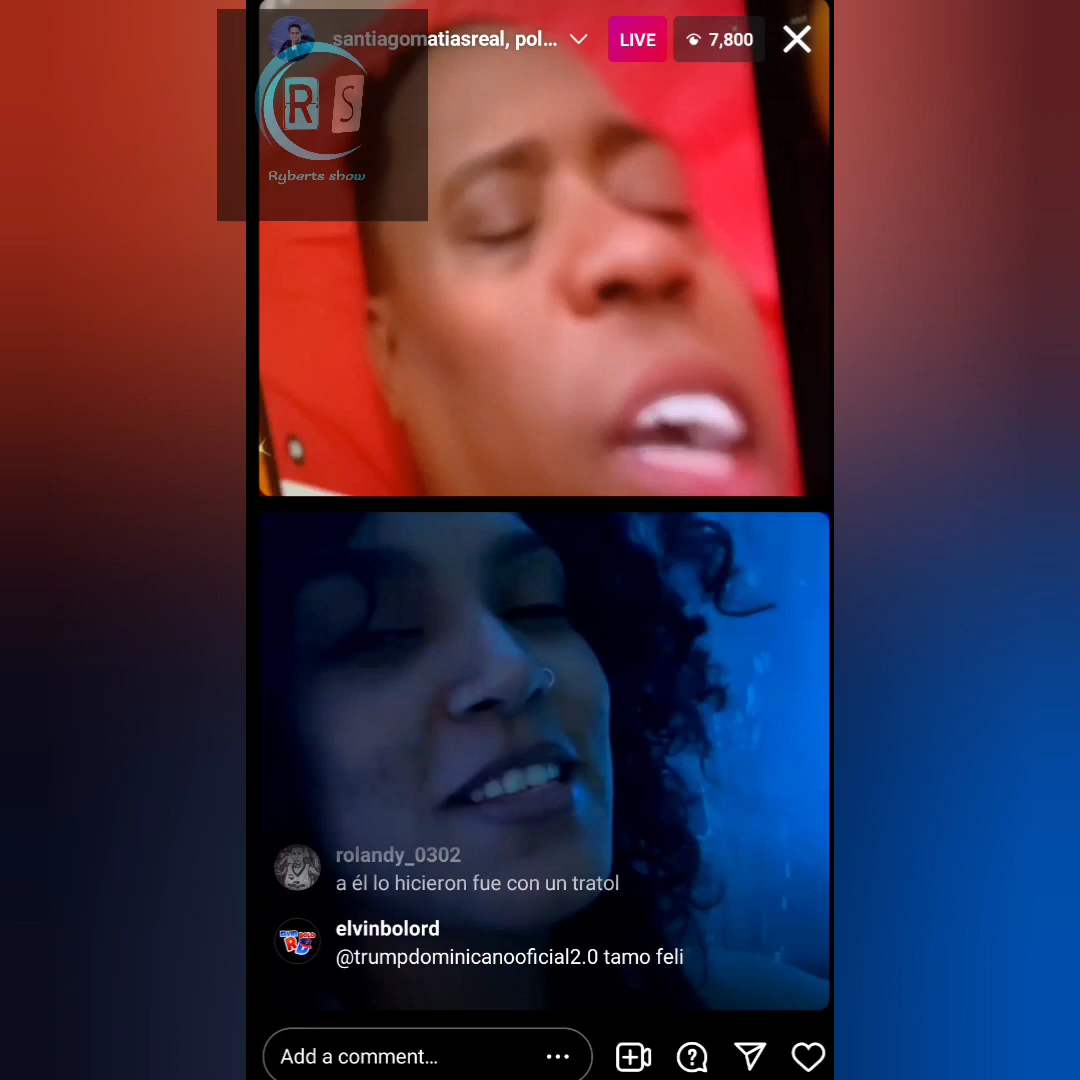 santiagomatiasreal, pol...
LIVE
7,800
R S
Ryberts show
rolandy_0302
a él lo hicieron fue con un tratol
elvinbolord
@trumpdominicanooficial2.0 tamo feli
Add a comment...